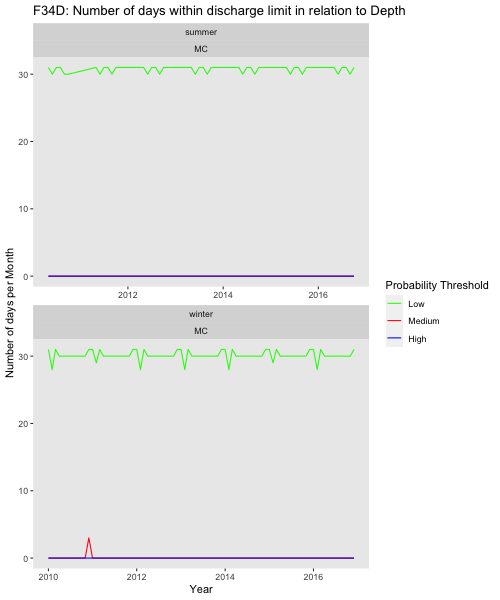 F34D: Number of days within discharge limit in relation to Depth
summer
MC
30
20
10
0
2012 2014 2016
Number of days per Month
winter
MC
30
20
10
0
2010 2012 2014 2016
Year
Probability Threshold
Low
Medium
High